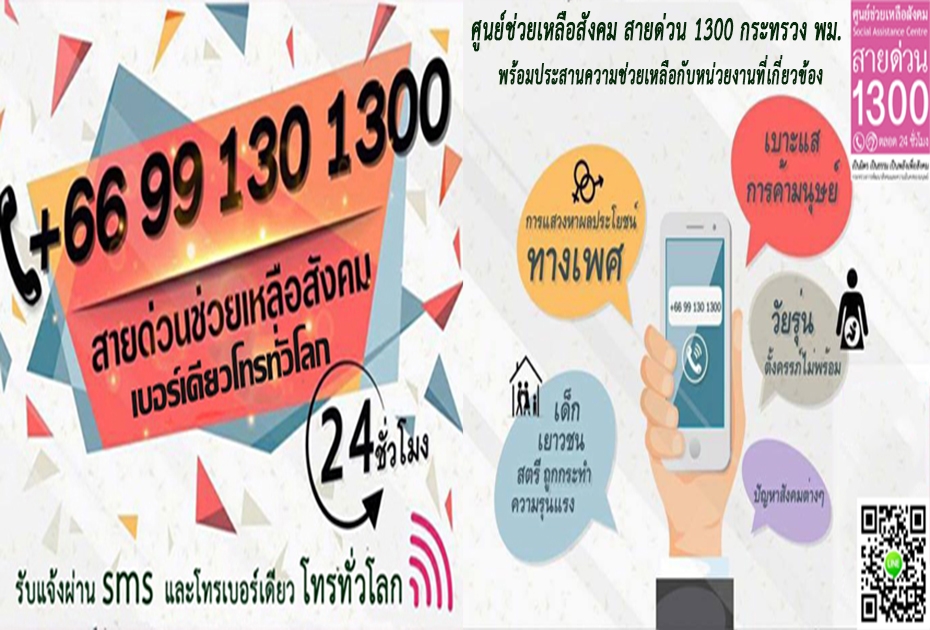 +66 99 130 1300
สายด่วนช่วยเหลือสังคม
เบอร์เดียวโทรทั่วโลก
24ชั่วโมง
รับแจ้งผ่าน sms และโทรเบอร์เดียว โทรทั่วโลก
ศูนย์ช่วยเหลือสังคม สายด่วน 1300 กระทรวง พม.
พร้อมประสานความช่วยเหลือกับหน่วยงานที่เกี่ยวข้อง
ศูนย์ช่วยเหลือสังคม
Social Assistance Centre
สายด่วน
1300
ตลอด 24 ชั่วโมง
เบาะแส
การค้ามนุษย์
การแสวงหาผลประโยชน์
ทางเพศ
+66 99 130 1300
วัยรุ่น
ตั้งครรภ์ไม่พร้อม
เด็ก
เยาวชน
สตรี ถูกกระทำ
ความรุนแรง
ปัญหาสังคมต่างๆ
LINE